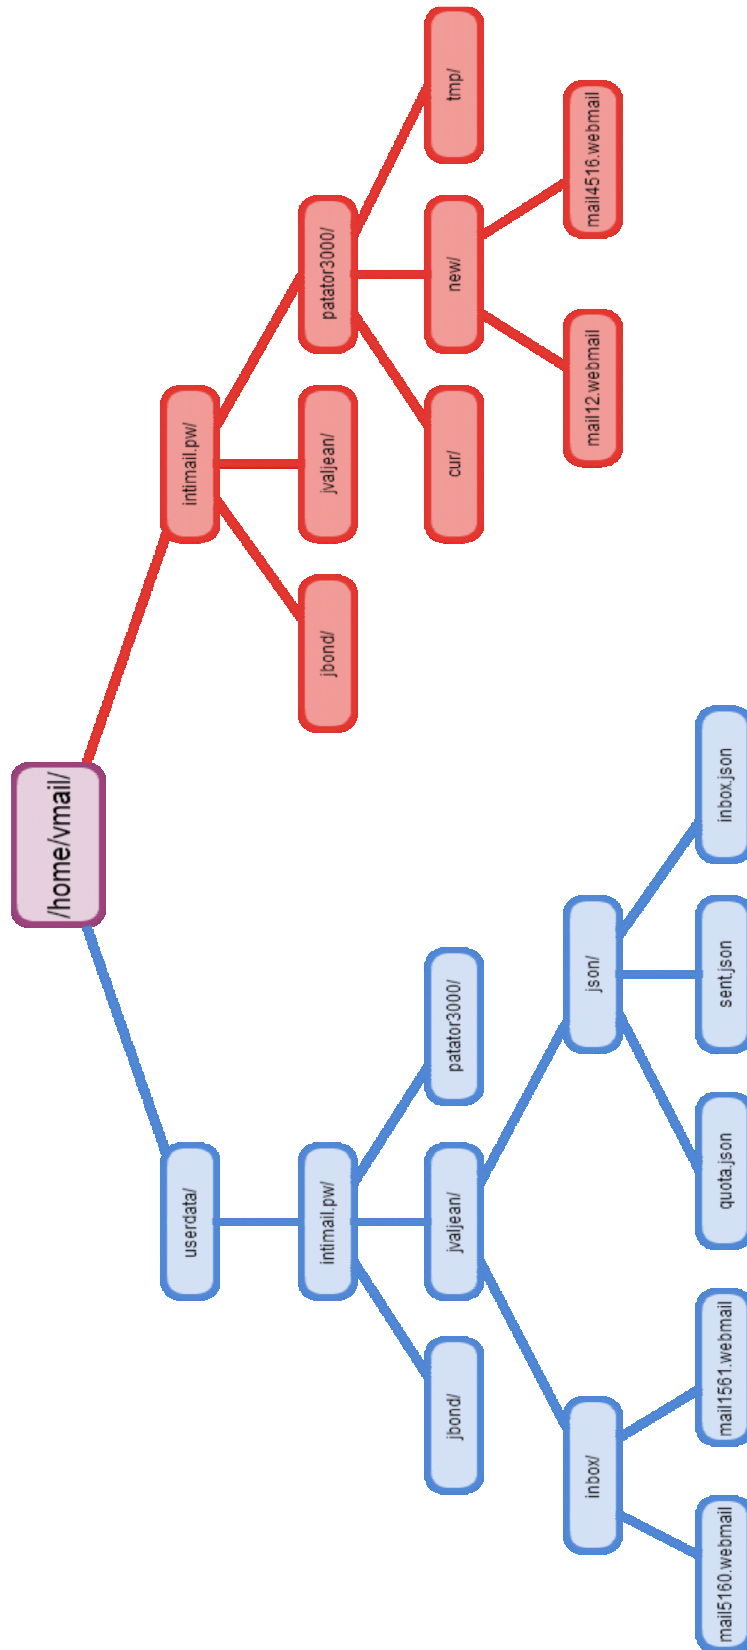 /home/vmail/
userdata/
intimail.pw/
intimail.pw/
jbond/
jvaljean/
patator3000/
jbond/
jvaljean/
patator3000/
cur/
new/
tmp/
inbox/
json/
mail12.webmail
mail4516.webmail
mail5160.webmail
mail1561.webmail
quota.json
sent.json
inbox.json